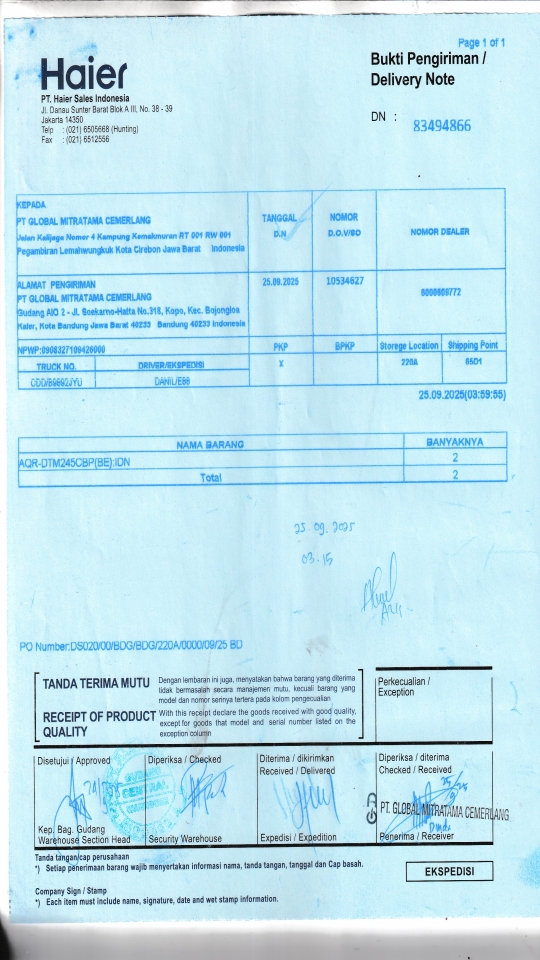 Page 1 of 1
Haier
Bukti Pengiriman /
Delivery Note
PT. Haier Sales Indonesia
Jl. Danau Sunter Barat Blok A III, No. 38 - 39
Jakarta 14350
Telp : (021) 6505668 (Hunting)
Fax : (021) 6512556
DN : 83494866
KEPADA
PT GLOBAL MITRATAMA CEMERLANG
Jalan Kalijaga Nomor 4 Kampung Kemakmuran RT 001 RW 001
Pegambiran Lemahwungkuk Kota Cirebon Jawa Barat Indonesia
TANGGAL
D.N
NOMOR
D.O.V/SO
NOMOR DEALER
ALAMAT PENGIRIMAN
PT GLOBAL MITRATAMA CEMERLANG
Gudang AIO 2 - Jl. Soekarno-Hatta No.318, Kopo, Kec. Bojongloa
Kaler, Kota Bandung Jawa Barat 40233 Bandung 40233 Indonesia
25.09.2025
10534627
NPWP:0908327109426000
PKP
BPKP
Storege Location
Shipping Point
TRUCK NO.
DRIVER/EKSPEDISI
X
220A
65D1
DANIL/E56
25.09.2025(03:59:55)
NAMA BARANG
BANYAKNYA
AQR-DTM245CBP(BE):IDN
2
Total
2
25.09.2025
03.15
PO Number:DS020/00/BDG/BDG/220A/0000/09/25 BD
TANDA TERIMA MUTU
Dengan lembaran ini juga, menyatakan bahwa barang yang diterima
tidak bermasalah secara manajemen mutu, kecuali barang yang
model dan nomor serinya tertera pada kolom pengecualian
RECEIPT OF PRODUCT
QUALITY
With this receipt declare the goods received with good quality,
except for goods that model and serial number listed on the
exception column
Perkecualian /
Exception
Disetujui / Approved
Diperiksa / Checked
Diterima / dikirimkan
Received / Delivered
Diperiksa / diterima
Checked / Received
PT. GLOBAL MITRATAMA CEMERLANG
Kep. Bag. Gudang
Warehouse Section Head
Security Warehouse
Expedisi / Expedition
Penerima / Receiver
Tanda tangan/cap perusahaan
*) Setiap penerimaan barang wajib menyertakan informasi nama, tanda tangan, tanggal dan Cap basah.
EKSPEDISI
Company Sign / Stamp
*) Each item must include name, signature, date and wet stamp information.